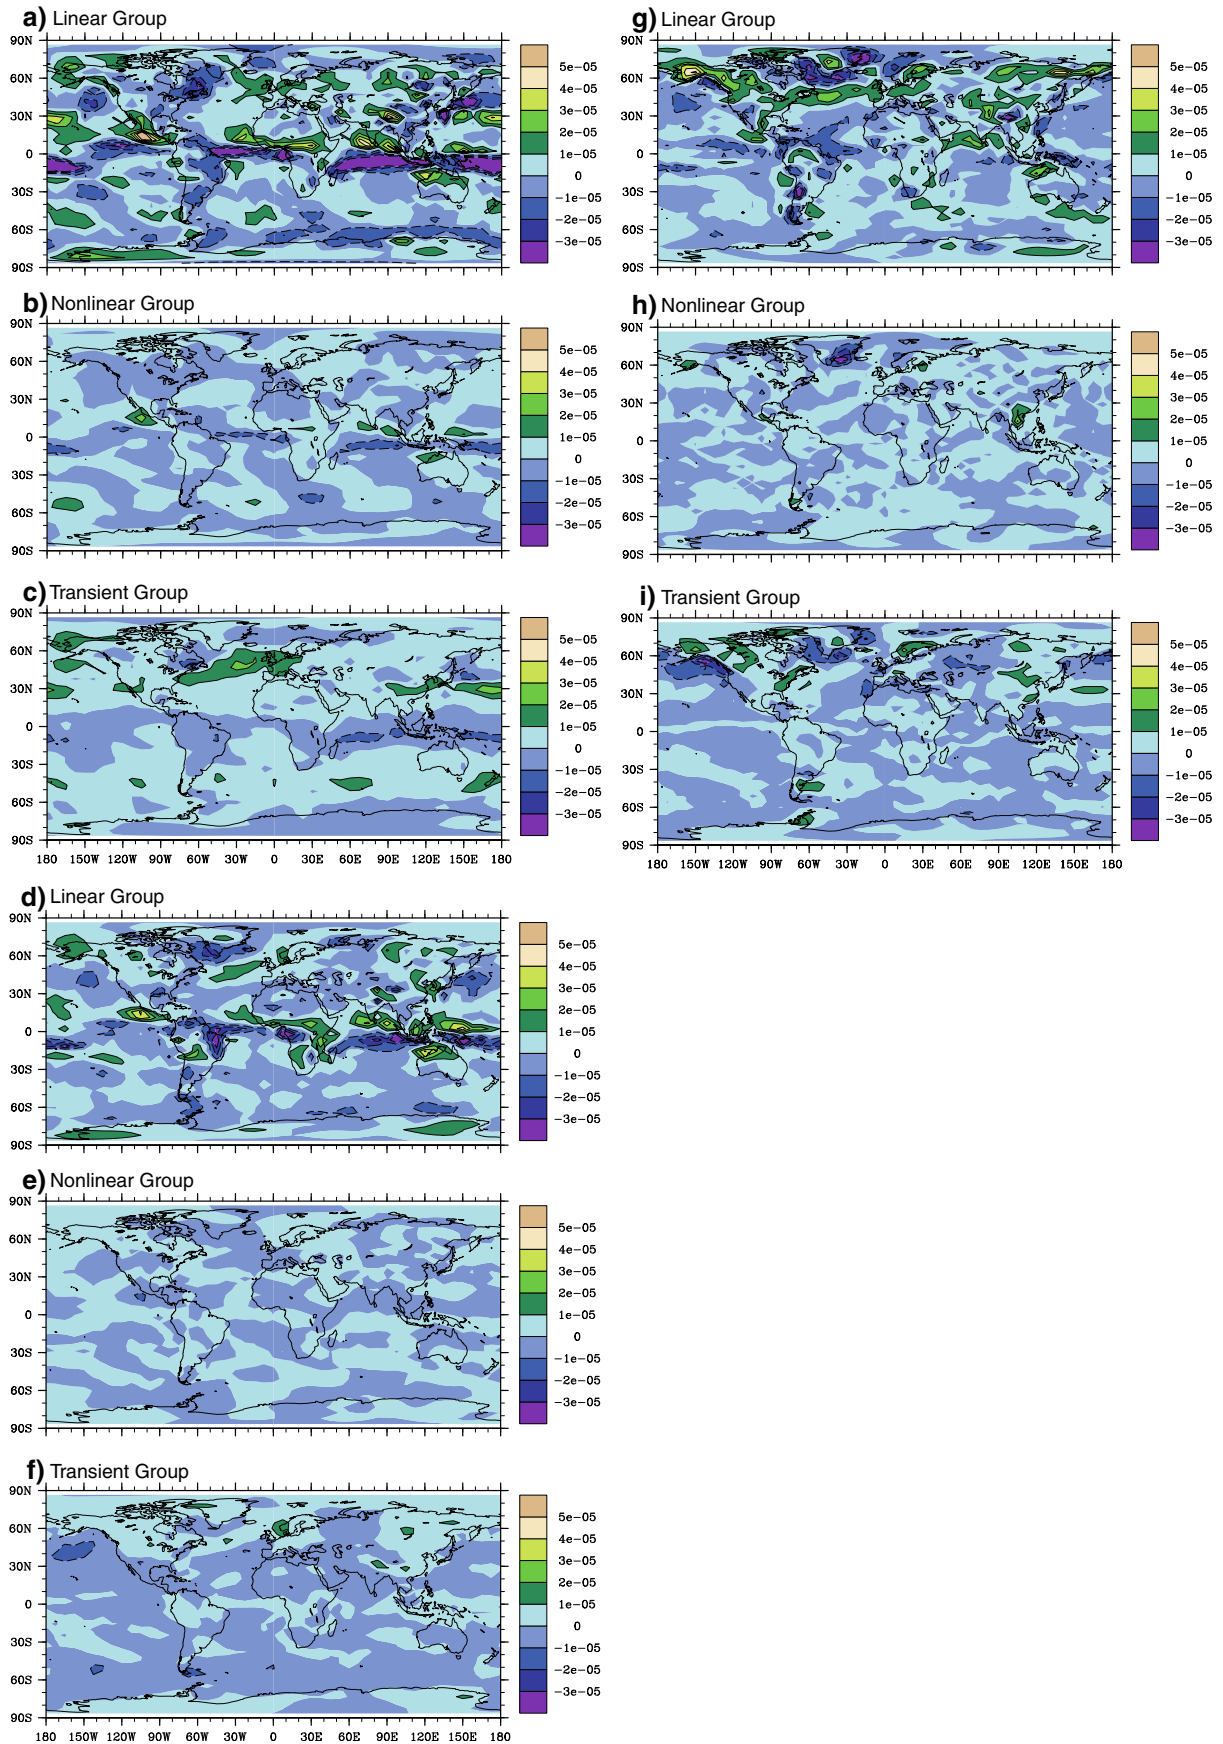 a) Linear Group
90N
60N
30N
0
30S
60S
90S
5e-05
4e-05
3e-05
2e-05
1e-05
0
-1e-05
-2e-05
-3e-05
b) Nonlinear Group
90N
60N
30N
0
30S
60S
90S
5e-05
4e-05
3e-05
2e-05
1e-05
0
-1e-05
-2e-05
-3e-05
c) Transient Group
90N
60N
30N
0
30S
60S
90S
180 150W 120W 90W 60W 30W 0 30E 60E 90E 120E 150E 180
5e-05
4e-05
3e-05
2e-05
1e-05
0
-1e-05
-2e-05
-3e-05
d) Linear Group
90N
60N
30N
0
30S
60S
90S
5e-05
4e-05
3e-05
2e-05
1e-05
0
-1e-05
-2e-05
-3e-05
e) Nonlinear Group
90N
60N
30N
0
30S
60S
90S
5e-05
4e-05
3e-05
2e-05
1e-05
0
-1e-05
-2e-05
-3e-05
f) Transient Group
90N
60N
30N
0
30S
60S
90S
180 150W 120W 90W 60W 30W 0 30E 60E 90E 120E 150E 180
5e-05
4e-05
3e-05
2e-05
1e-05
0
-1e-05
-2e-05
-3e-05
g) Linear Group
90N
60N
30N
0
30S
60S
90S
5e-05
4e-05
3e-05
2e-05
1e-05
0
-1e-05
-2e-05
-3e-05
h) Nonlinear Group
90N
60N
30N
0
30S
60S
90S
5e-05
4e-05
3e-05
2e-05
1e-05
0
-1e-05
-2e-05
-3e-05
i) Transient Group
90N
60N
30N
0
30S
60S
90S
180 150W 120W 90W 60W 30W 0 30E 60E 90E 120E 150E 180
5e-05
4e-05
3e-05
2e-05
1e-05
0
-1e-05
-2e-05
-3e-05